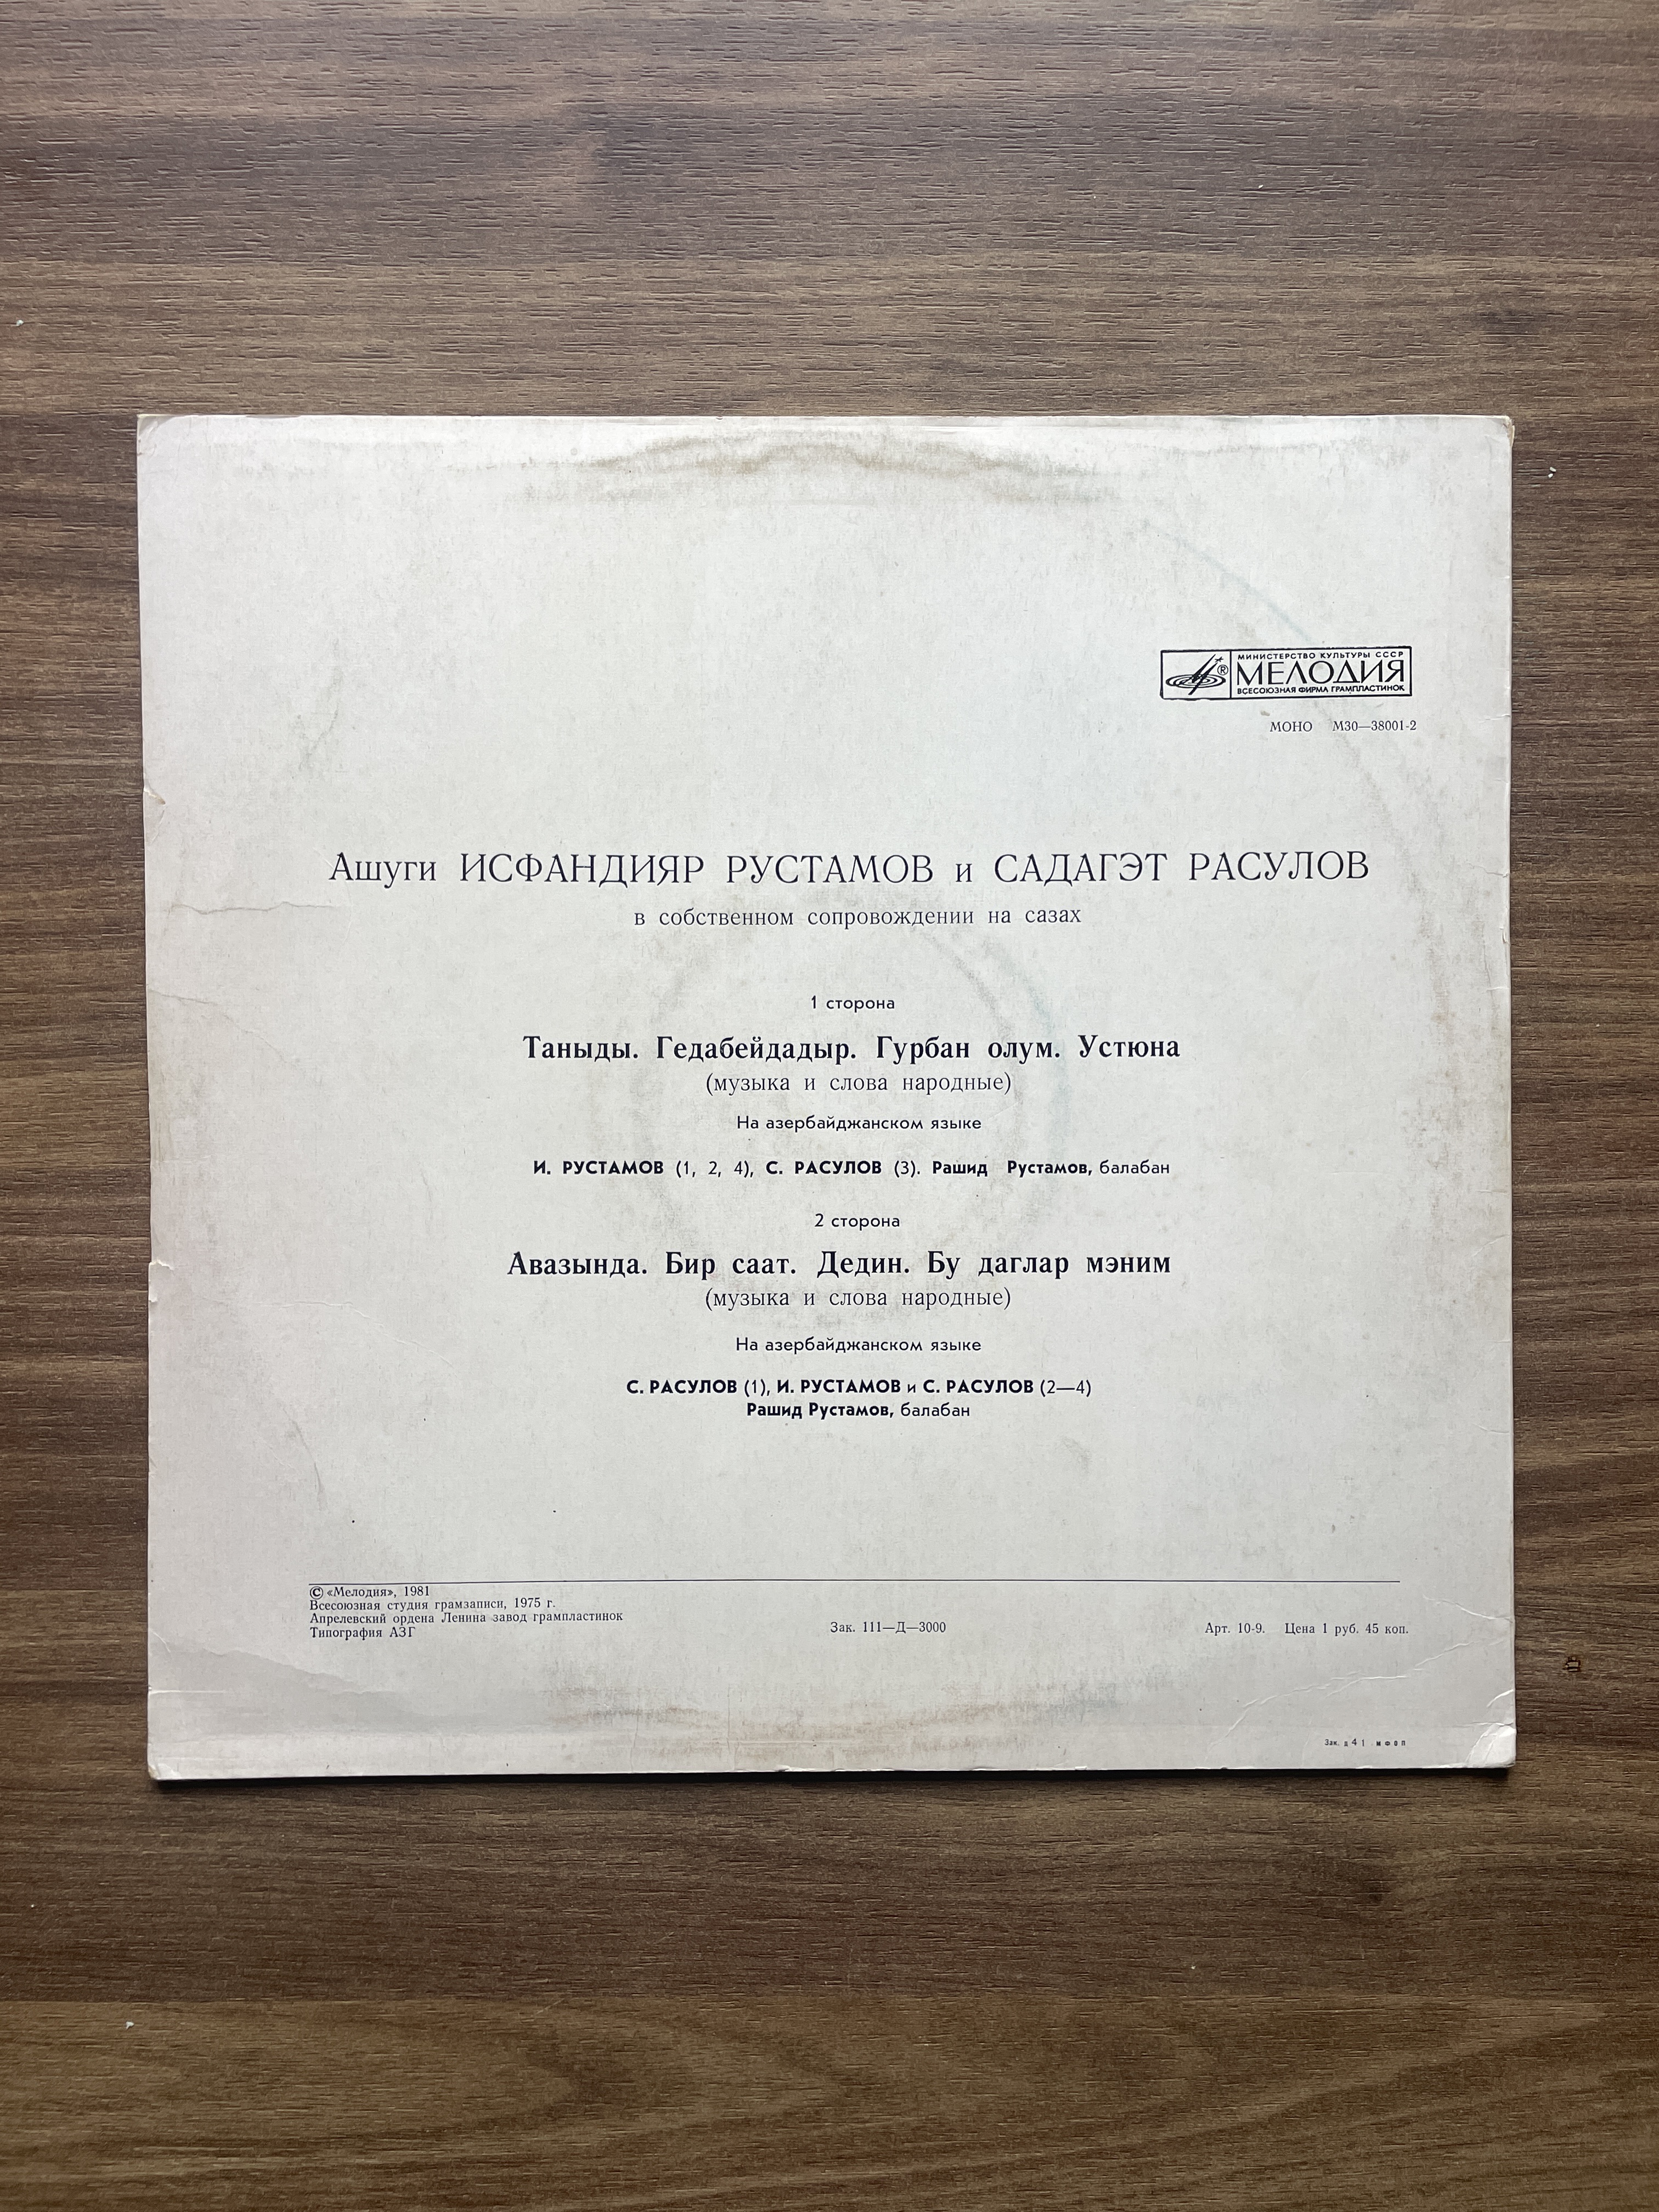 МИНИСТЕРСТВО КУЛЬТУРЫ СССР
МЕЛОДИЯ
ВСЕСОЮЗНАЯ ФИРМА ГРАМПЛАСТИНОК
МОНО М30—38001-2
Ашуги ИСФАНДИЯР РУСТАМОВ и САДАГЭТ РАСУЛОВ
в собственном сопровождении на сазах
1 сторона
Таныды. Гедабейдадыр. Гурбан олум. Устюна
(музыка и слова народные)
На азербайджанском языке
И. РУСТАМОВ (1, 2, 4), С. РАСУЛОВ (3). Рашид Рустамов, балабан
2 сторона
Авазында. Бир саат. Дедин. Бу даглар мэним
(музыка и слова народные)
На азербайджанском языке
С. РАСУЛОВ (1), И. РУСТАМОВ и С. РАСУЛОВ (2—4)
Рашид Рустамов, балабан
© «Мелодия», 1981
Всесоюзная студия грамзаписи, 1975 г.
Апрелевский ордена Ленина завод грампластинок
Типография АЗГ
Зак. 111—Д—3000
Арт. 10-9. Цена 1 руб. 45 коп.
Зак. 41 МФОП